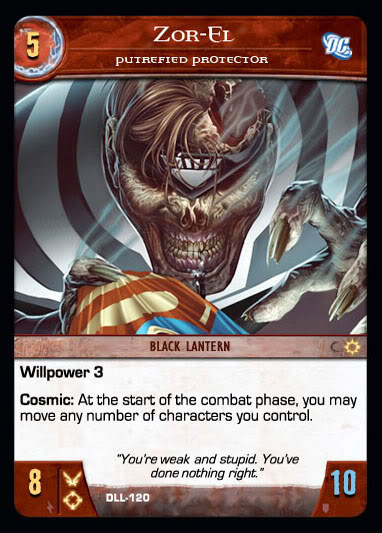 5
Zor-El
PUTREFIED PROTECTOR
DC
BLACK LANTERN
C
Willpower 3
Cosmic: At the start of the combat phase, you may
move any number of characters you control.
"You're weak and stupid. You've
done nothing right."
8
DLL-120
10